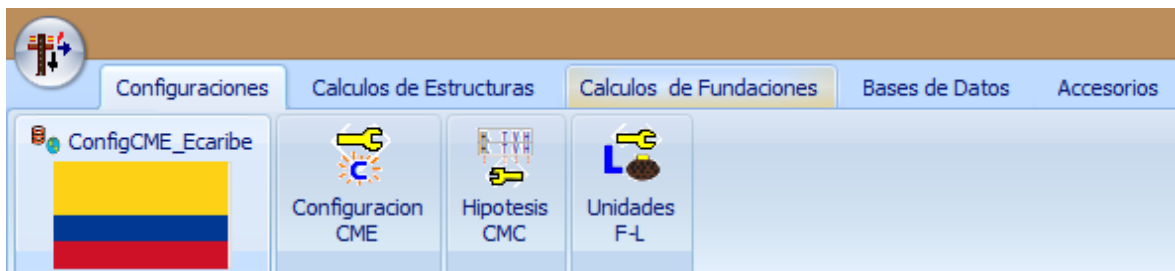 Configuraciones Calculos de Estructuras Calculos de Fundaciones Bases de Datos Accesorios
ConfigCME_Ecaribe
Configuracion
CME
Hipotesis
CMC
Unidades
F-L